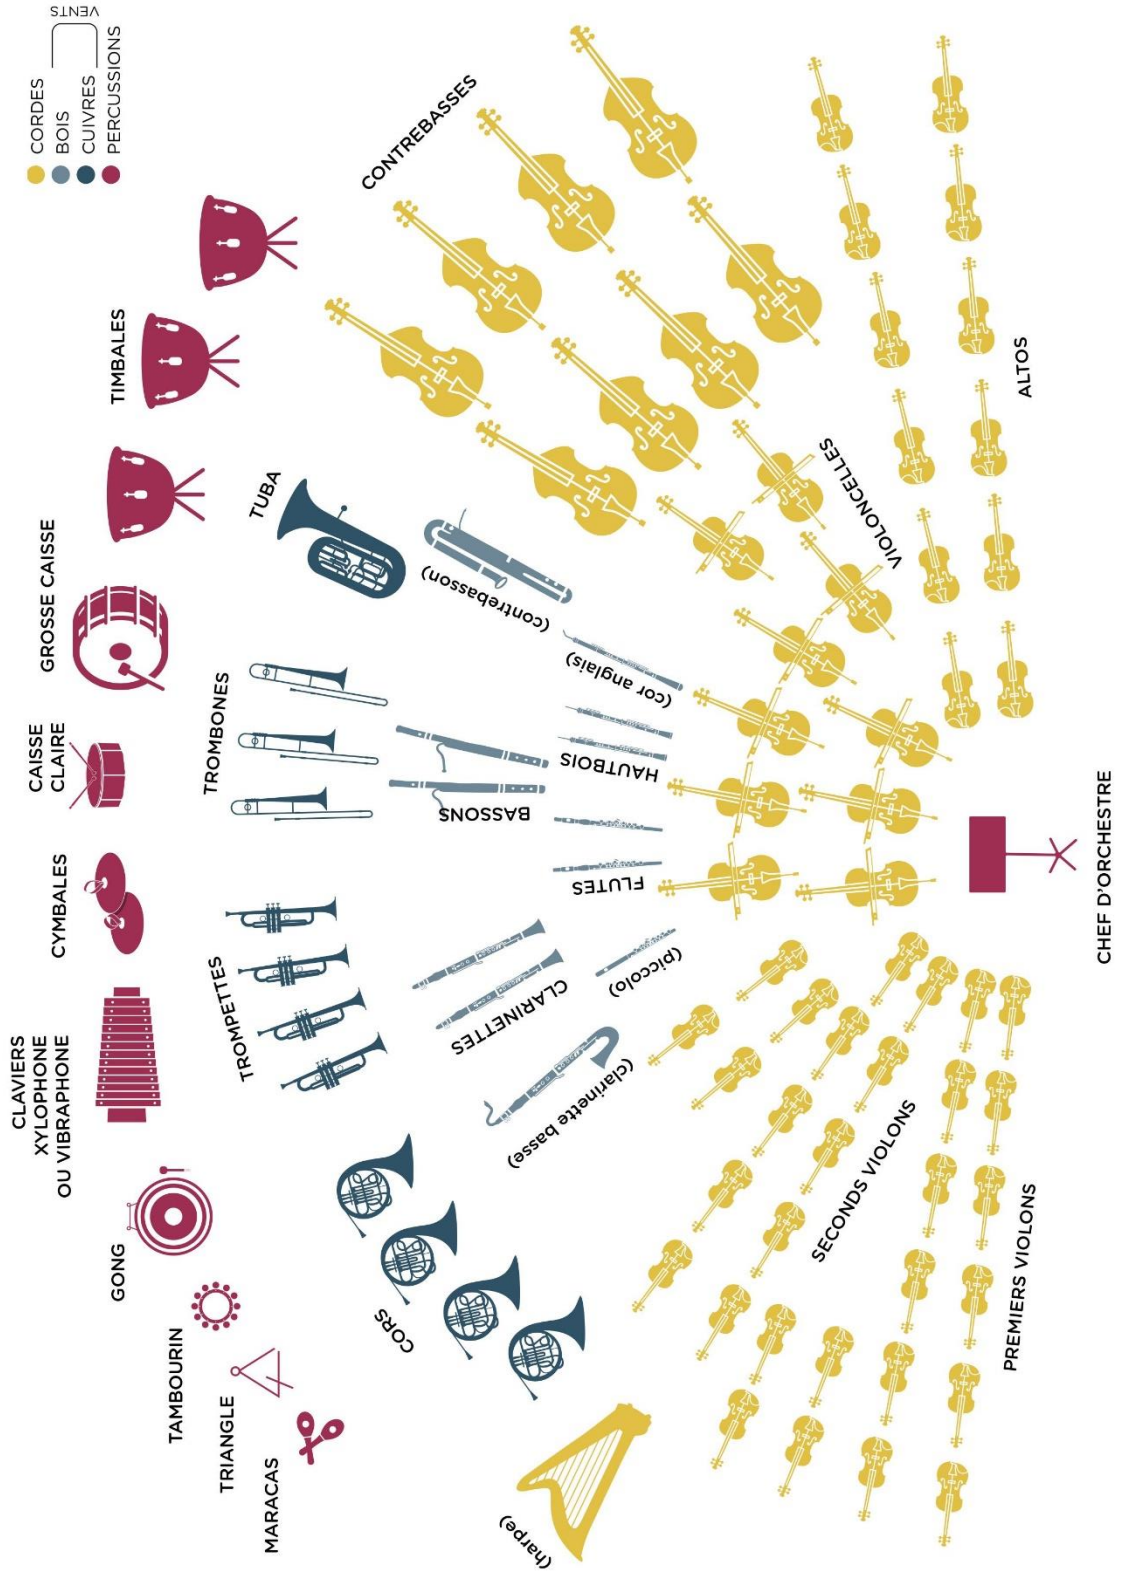 MARACAS
TRIANGLE
TAMBOURIN
GONG
CLAVIERS
XYLOPHONE
OU VIBRAPHONE
CYMBALES
CAISSE
CLAIRE
GROSSE CAISSE
TIMBALES
CORDES
BOIS
CUIVRES
PERCUSSIONS
VENTS
CORS
TROMPETTES
TROMBONES
TUBA
CONTREBASSES
(harpe)
(clarinette basse)
CLARINETTES
BASSONS
(contrebasson)
(piccolo)
FLUTES
HAUTBOIS
(cor anglais)
SECONDS VIOLONS
VIOLONCELLES
PREMIERS VIOLONS
ALTOS
CHEF D'ORCHESTRE